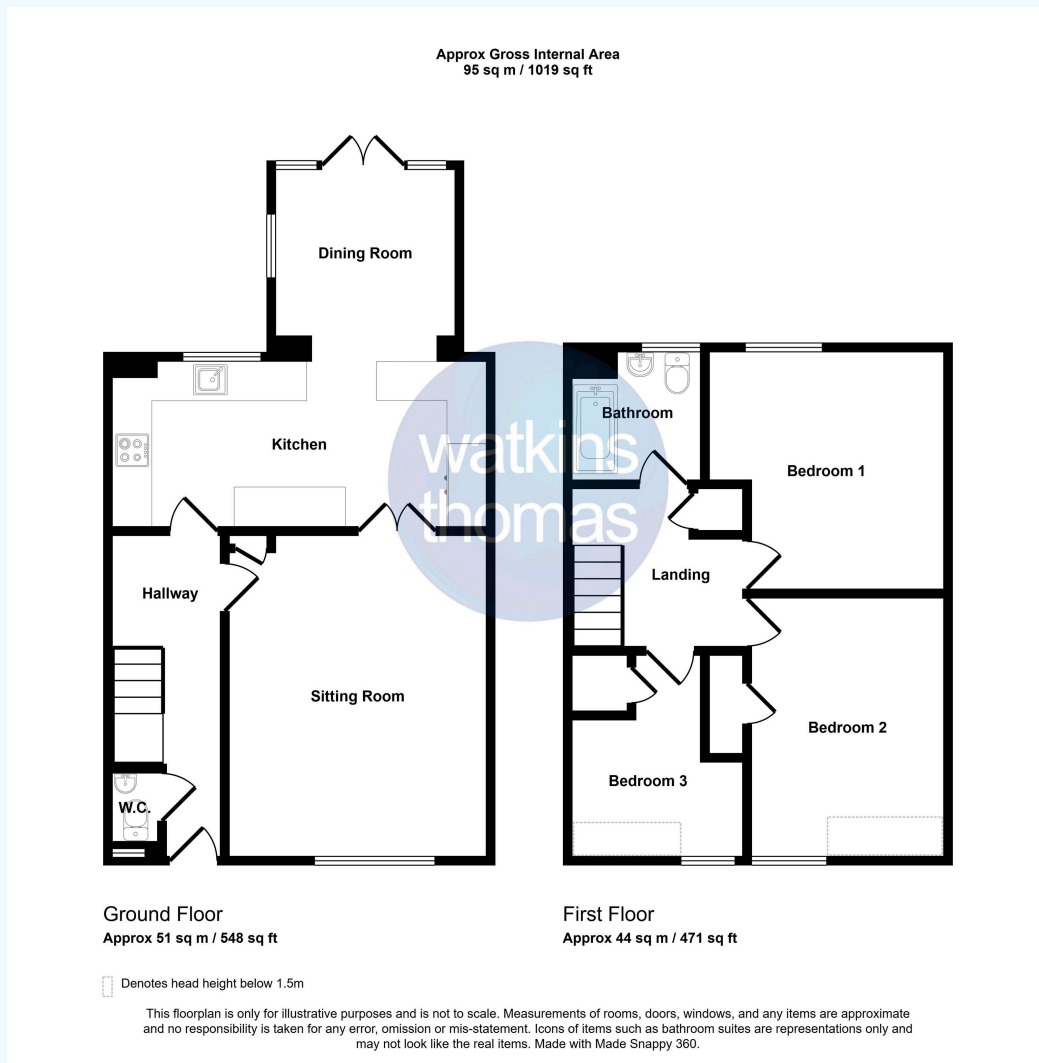 Approx Gross Internal Area
95 sq m / 1019 sq ft
Dining Room
Kitchen
Hallway
Sitting Room
W.C.
Bathroom
Bedroom 1
Landing
Bedroom 2
Bedroom 3
watkins
thomas
Ground Floor
Approx 51 sq m / 548 sq ft
First Floor
Approx 44 sq m / 471 sq ft
Denotes head height below 1.5m
This floorplan is only for illustrative purposes and is not to scale. Measurements of rooms, doors, windows, and any items are approximate
and no responsibility is taken for any error, omission or mis-statement. Icons of items such as bathroom suites are representations only and
may not look like the real items. Made with Made Snappy 360.